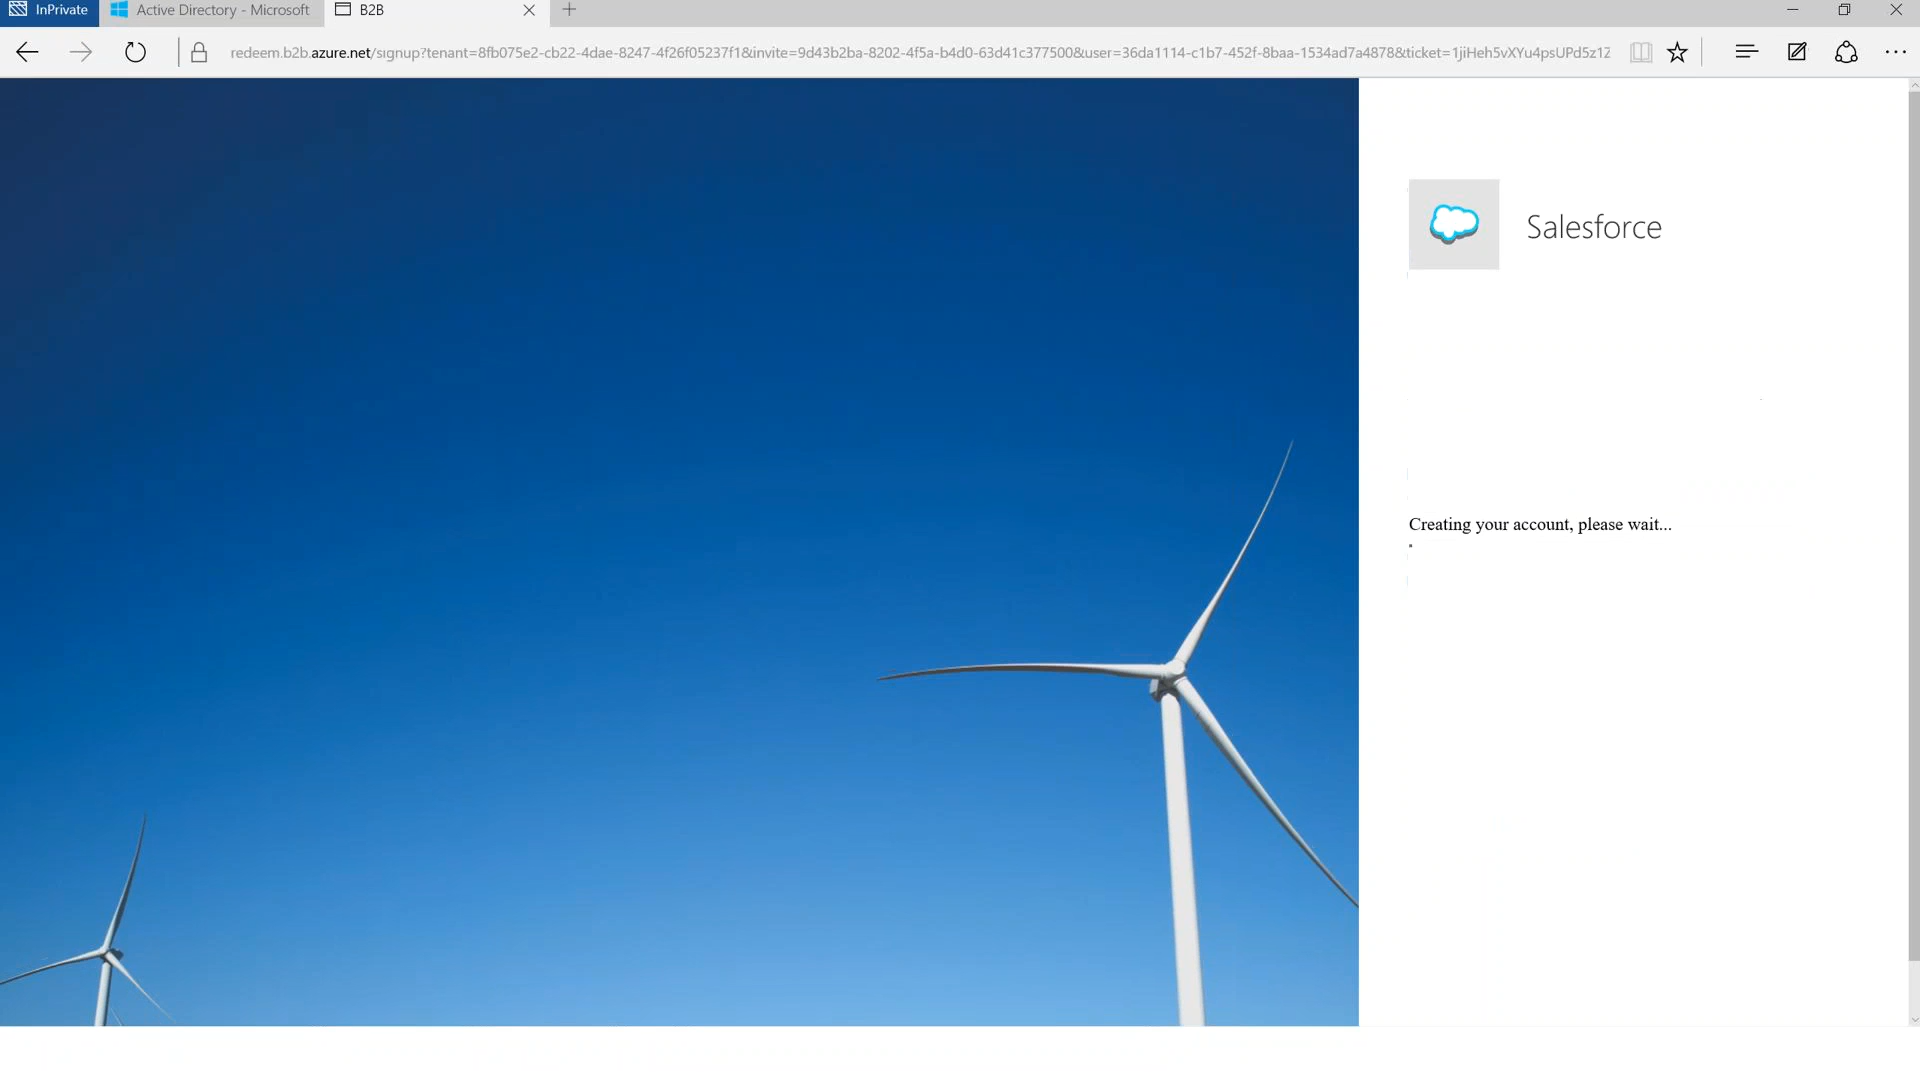 InPrivate
Active Directory - Microsoft
B2B
redeem.b2b.azure.net/signup?tenant=8fb075e2-cb22-4dae-8247-4f26f05237f1&invite=9d43b2ba-8202-4f5a-b4d0-63d41c377500&user=36da1114-c1b7-452f-8baa-1534ad7a4878&ticket=1jiHeh5vXYu4psUPd5z1Z
Salesforce
Creating your account, please wait...